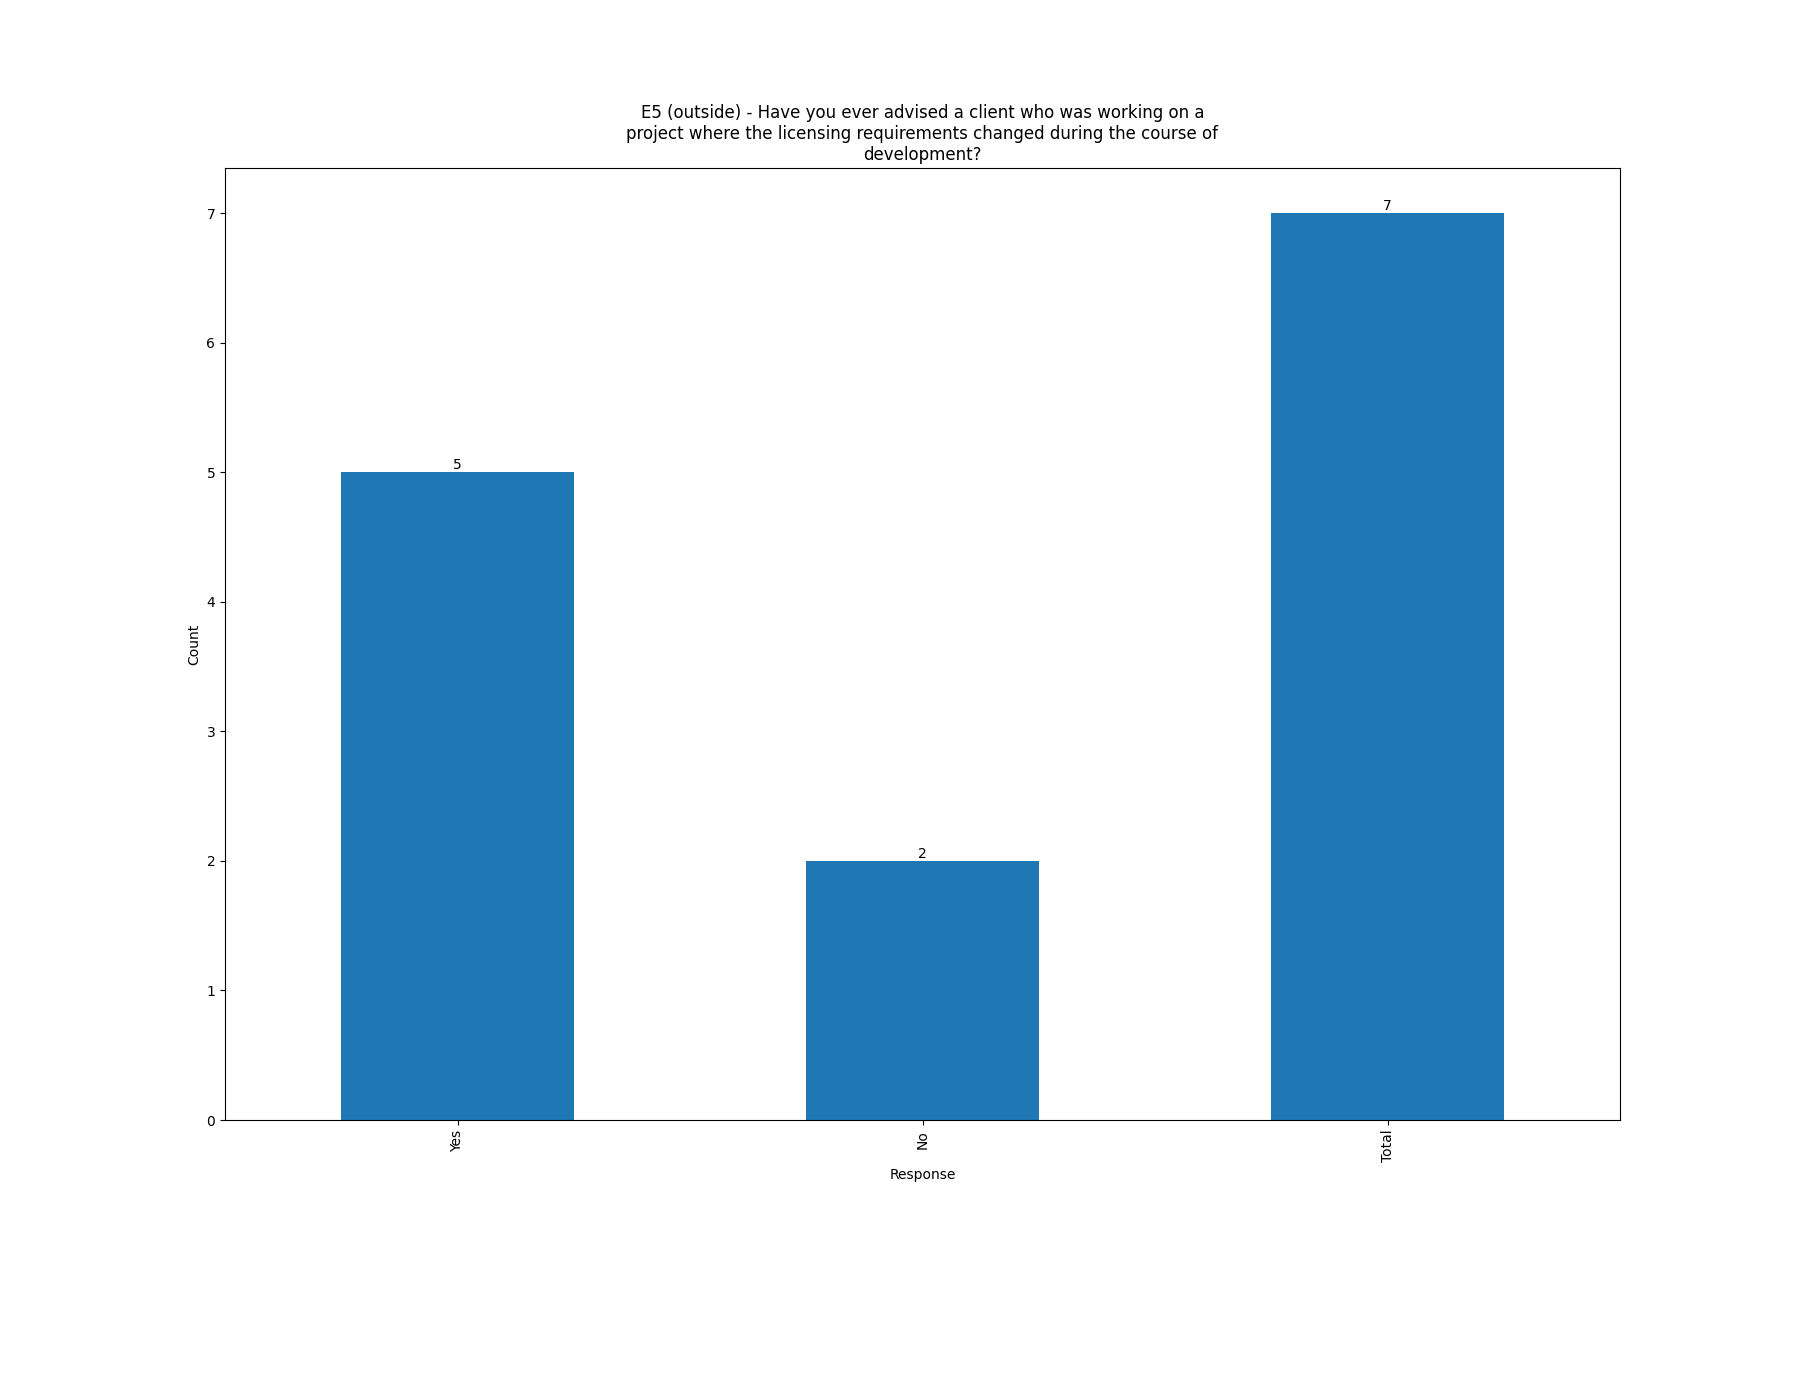 E5 (outside) - Have you ever advised a client who was working on a
project where the licensing requirements changed during the course of
development?
7
6
5
4
3
2
1
0
Count
5
2
7
Yes
No
Total
Response